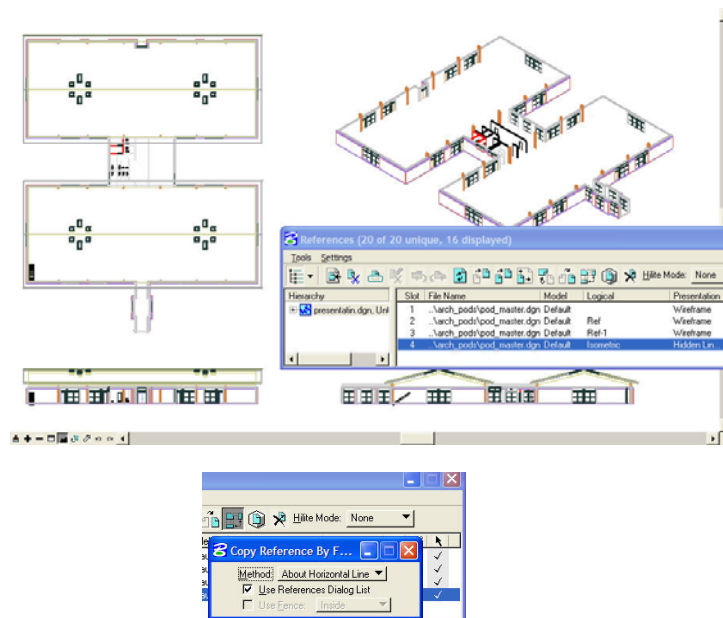 References (20 of 20 unique, 16 displayed)
Tools Settings
Hilite Mode: None
Hierarchy Slot File Name Model Logical Presentation
presentatin.dgn, Unl
1 ..\arch_pods\pod_master.dgn Default Wireframe
2 ..\arch_pods\pod_master.dgn Default Ref Wireframe
3 ..\arch_pods\pod_master.dgn Default Ref-1 Wireframe
4 ..\arch_pods\pod_master.dgn Default Isometric Hidden Lin...
Hilite Mode: None
Copy Reference By F...
Method: About Horizontal Line
Use References Dialog List
Use Fence: Inside